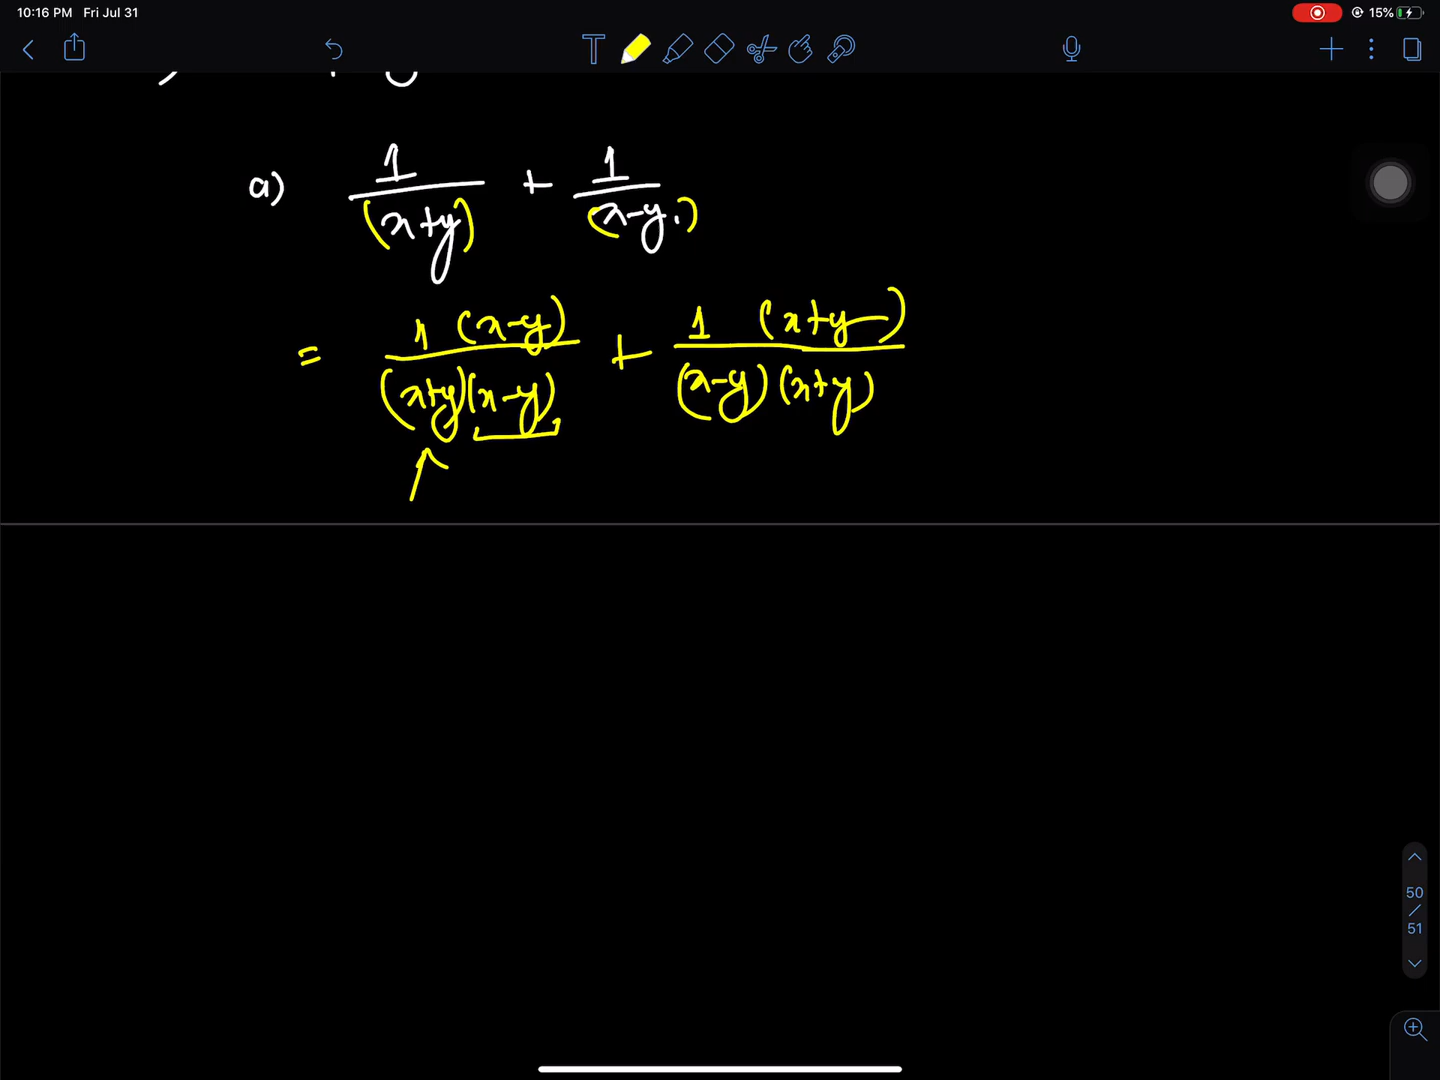 10:16 PM Fri Jul 31
15%
T
a) 1/(x+y) + 1/(x-y)
= 1 (x-y)/(x+y)(x-y) + 1 (x+y)/(x-y)(x+y)
50
/
51